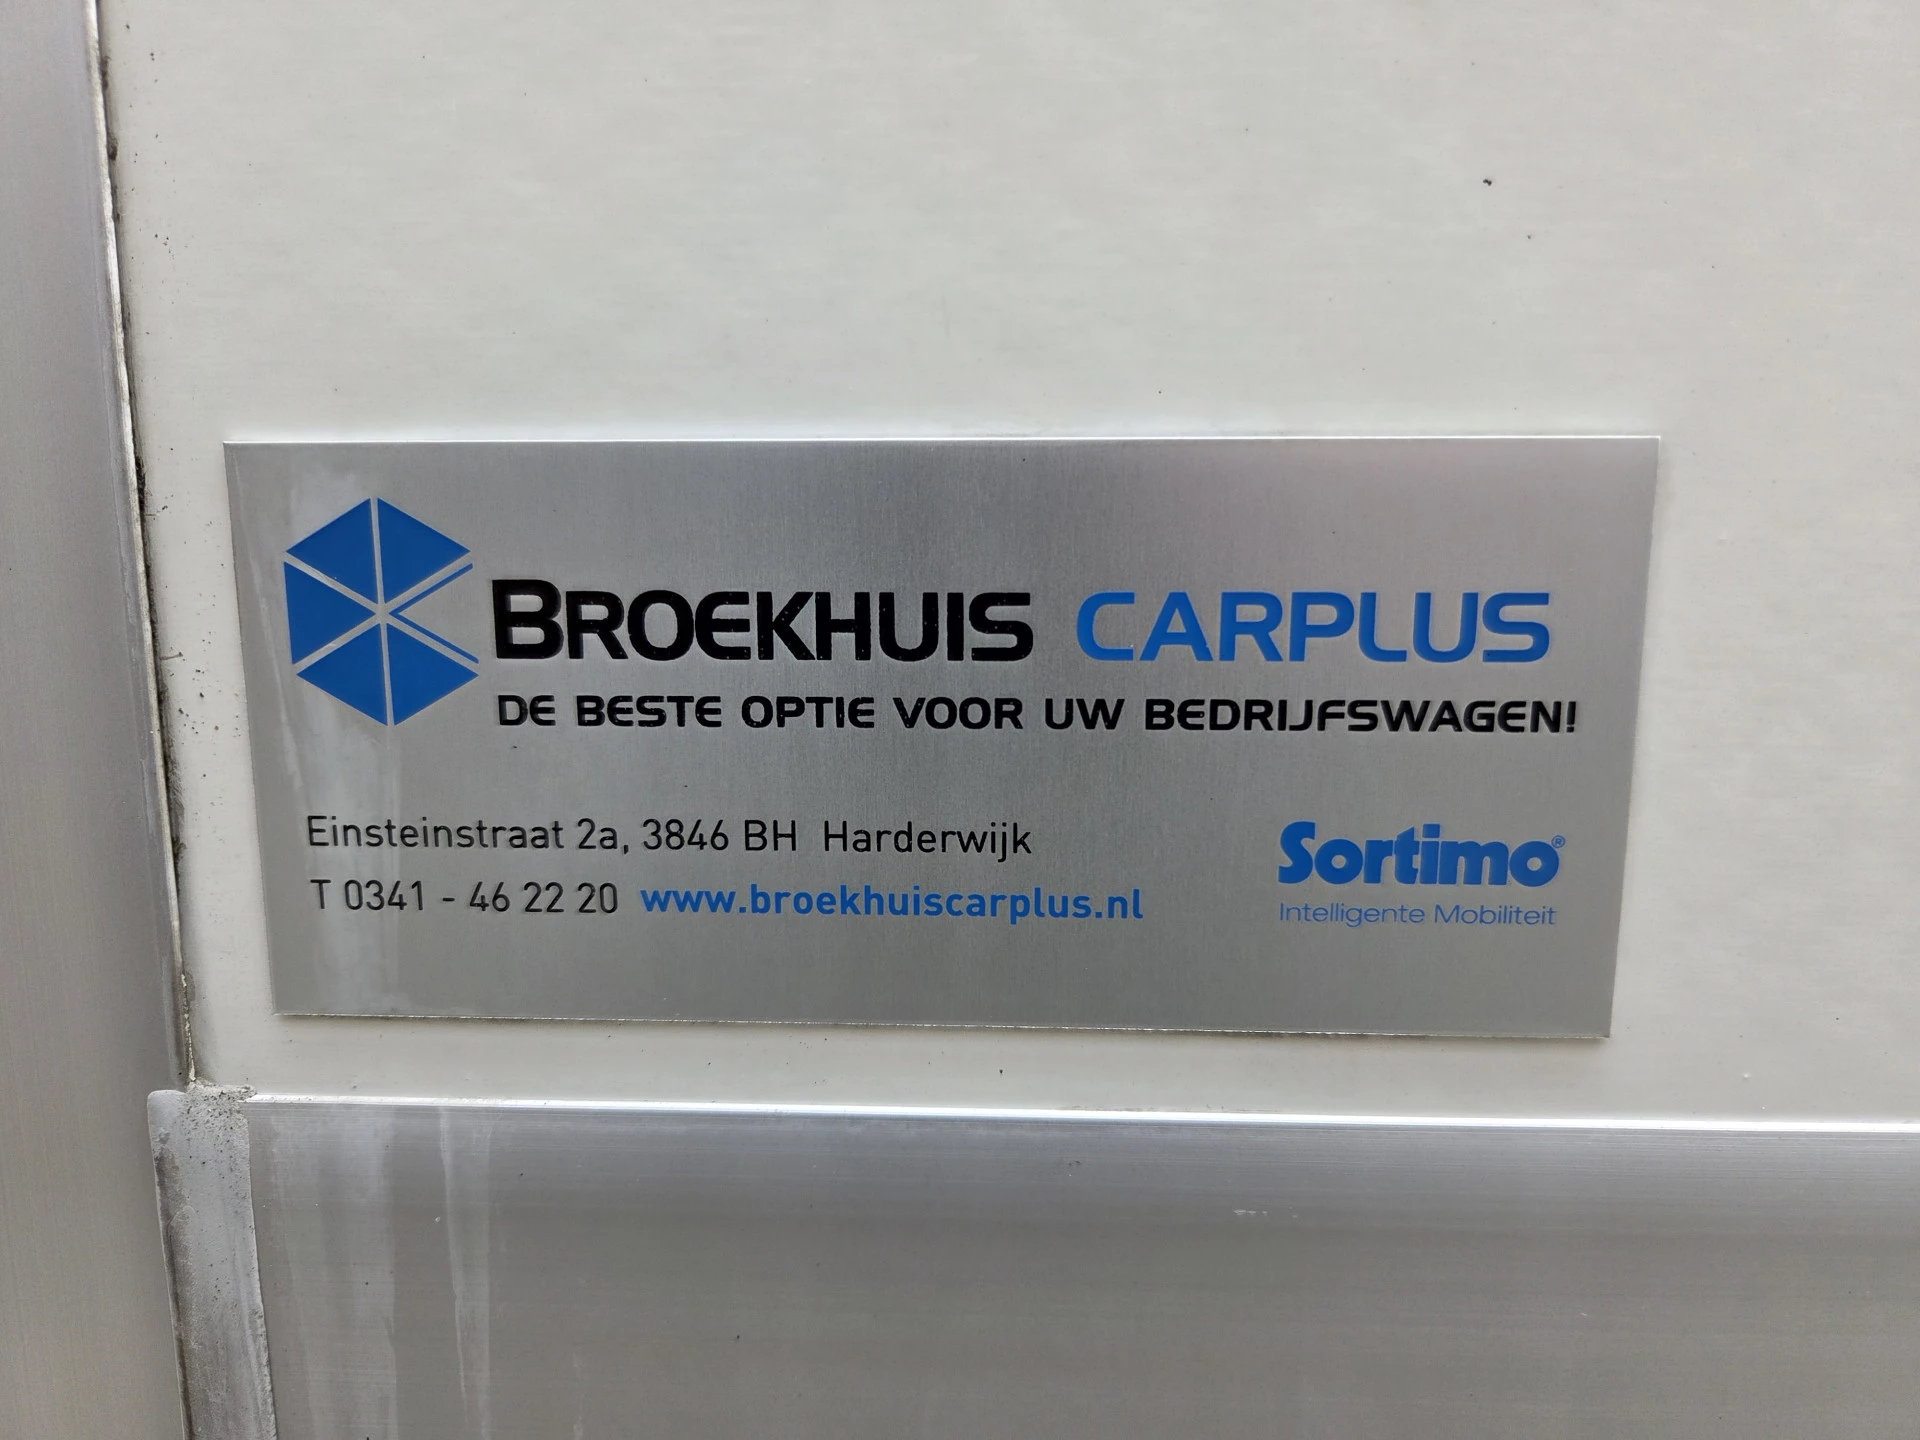 BROEKHUIS CARPLUS
DE BESTE OPTIE VOOR UW BEDRIJFSWAGEN!
Einsteinstraat 2a, 3846 BH Harderwijk
T 0341 - 46 22 20 www.broekhuiscarplus.nl
Sortimo®
Intelligente Mobiliteit